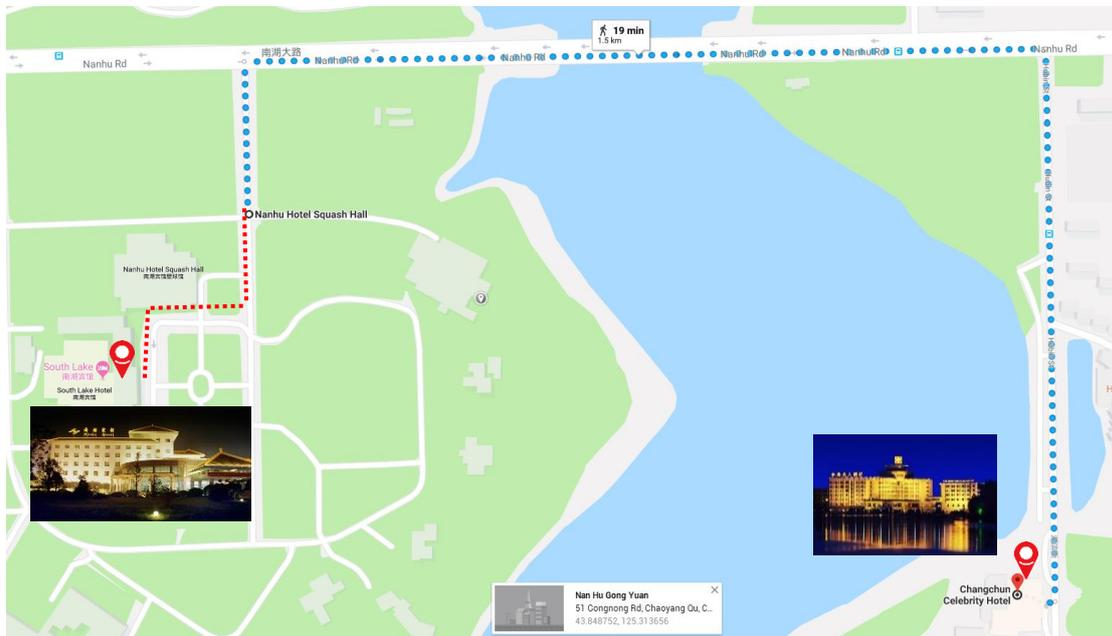 南湖大路
19 min
1.5 km
Nanhu Rd
Nanhu Rd
Nanhu Rd
Nanhu Rd
Nanhu Rd
Nanhu Rd
Nanhu Hotel Squash Hall
Nanhu Hotel Squash Hall
南湖宾馆壁球馆
South Lake
南湖宾馆
South Lake Hotel
南湖宾馆
Changchun
Celebrity Hotel
Nan Hu Gong Yuan
51 Congnong Rd, Chaoyang Qu, C...
43.848752, 125.313656